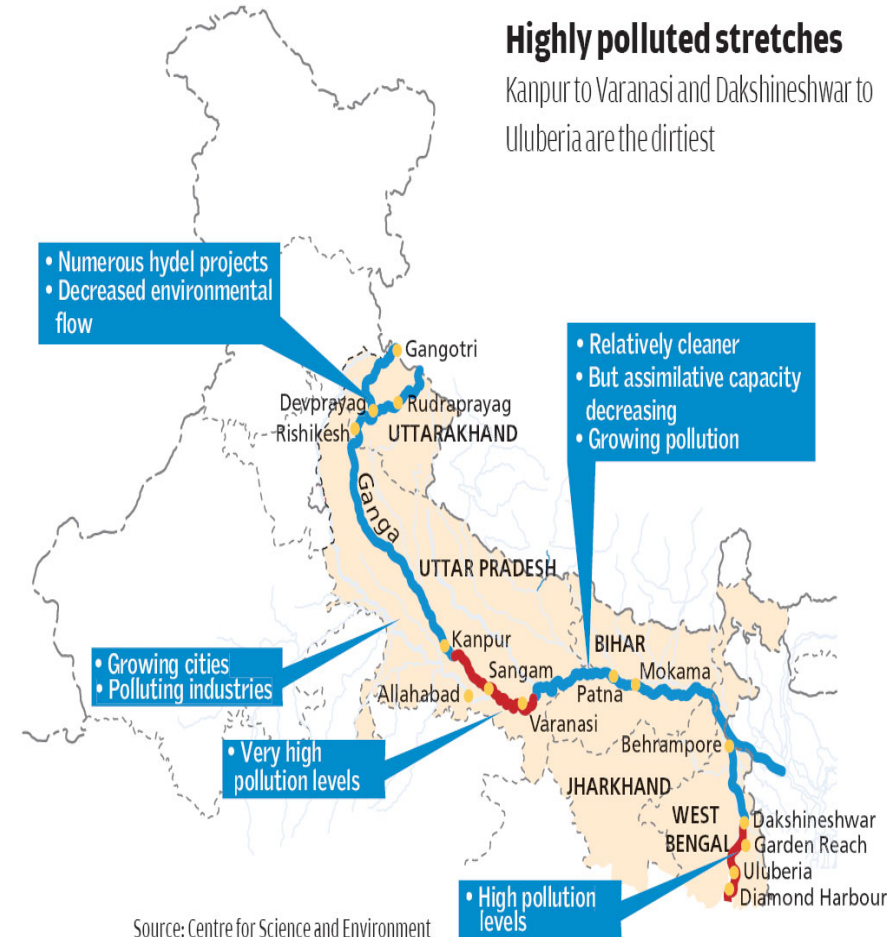 Highly polluted stretches
Kanpur to Varanasi and Dakshineshwar to
Uluberia are the dirtiest
• Numerous hydel projects
• Decreased environmental
flow
• Relatively cleaner
• But assimilative capacity
decreasing
• Growing pollution
Gangotri
Devprayag
Rudraprayag
Rishikesh
UTTARAKHAND
Ganga
UTTAR PRADESH
Kanpur
BIHAR
• Growing cities
• Polluting industries
Sangam
Mokama
Allahabad
Patna
Varanasi
• Very high
pollution levels
Behrampore
JHARKHAND
WEST
BENGAL
Dakshineshwar
Garden Reach
Uluberia
Diamond Harbour
• High pollution
levels
Source: Centre for Science and Environment